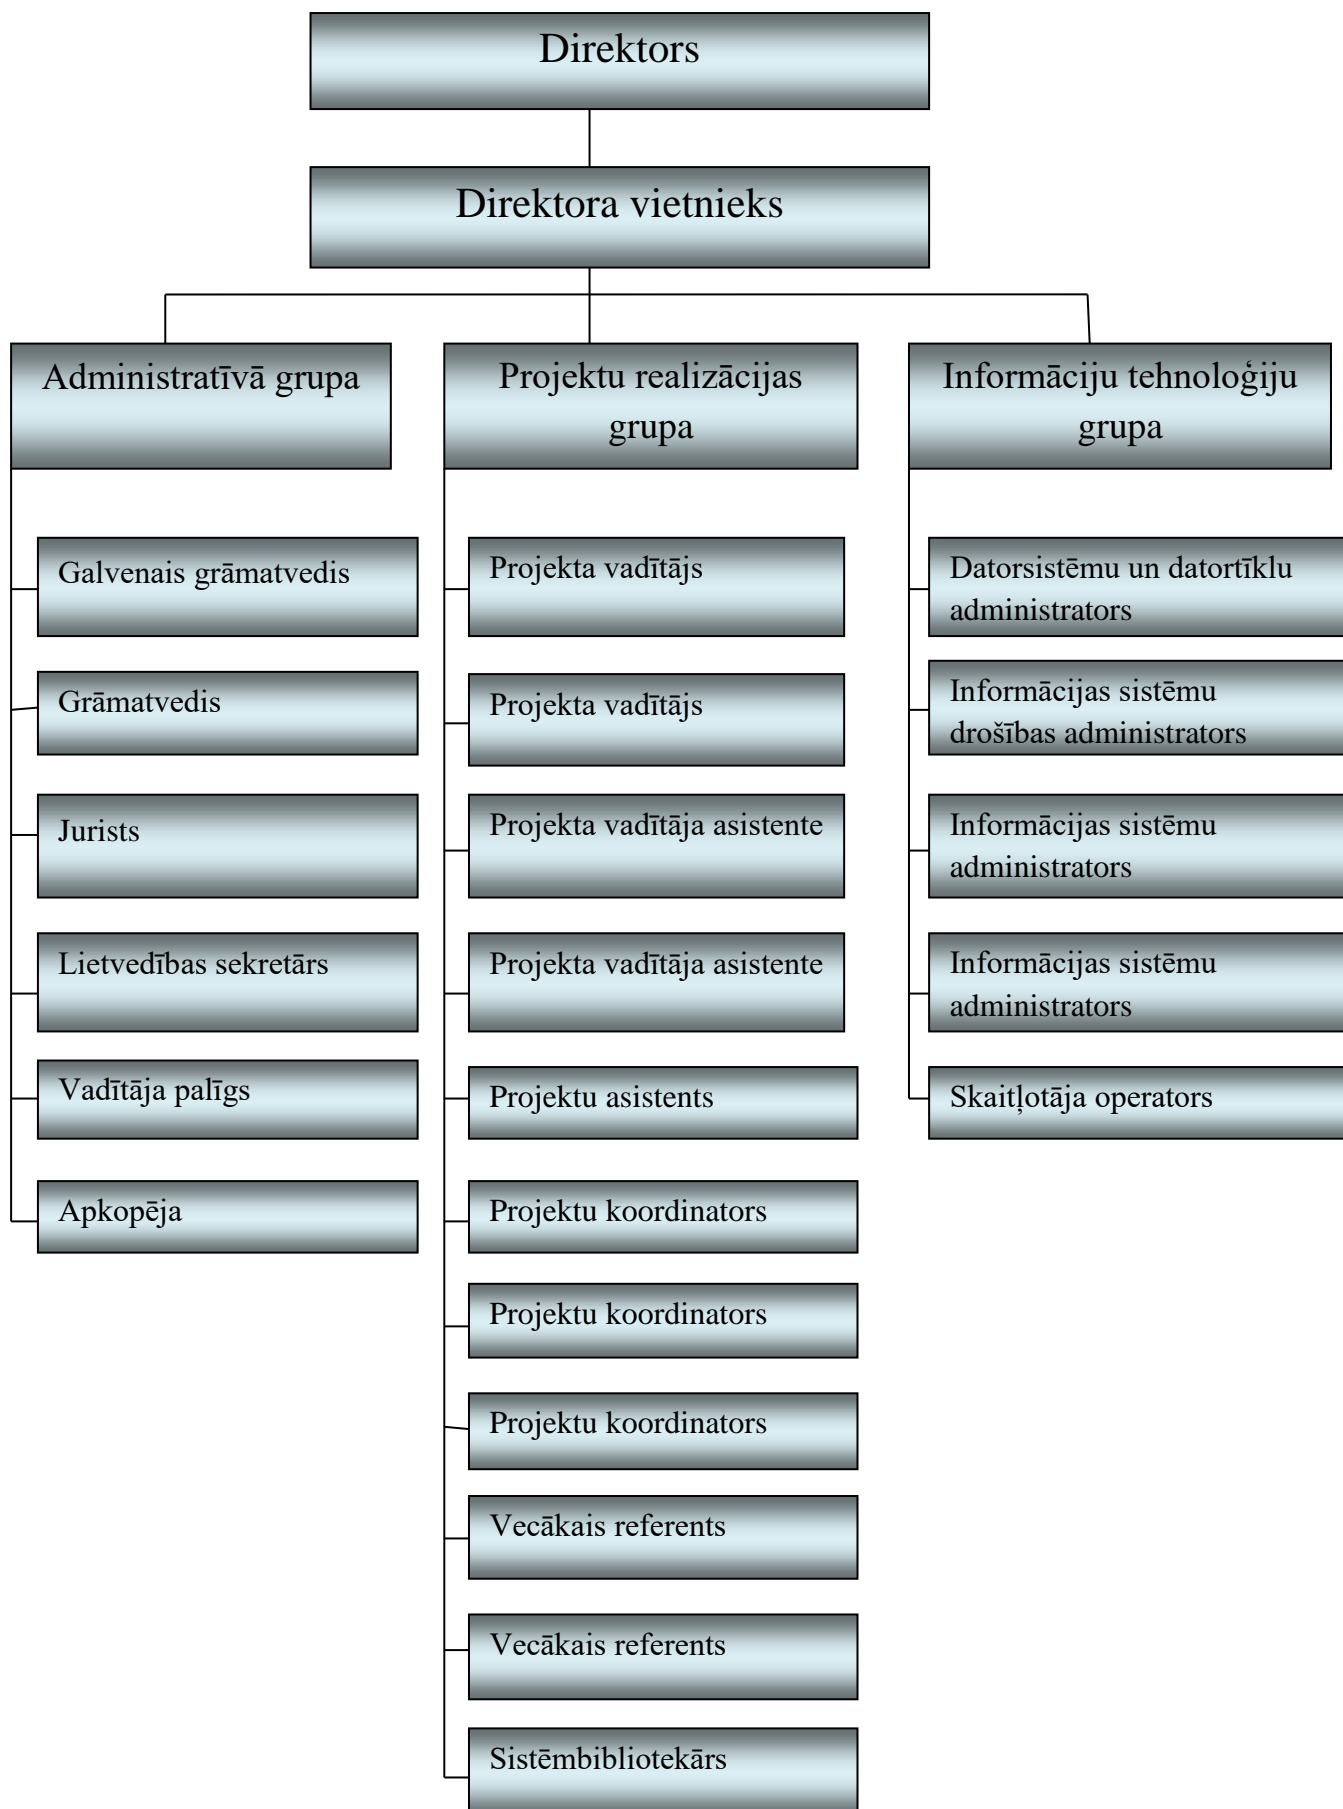 Direktors
Direktora vietnieks
Administratīvā grupa
Galvenais grāmatvedis
Grāmatvedis
Jurists
Lietvedības sekretārs
Vadītāja palīgs
Apkopēja
Projektu realizācijas
grupa
Projekta vadītājs
Projekta vadītājs
Projekta vadītāja asistente
Projekta vadītāja asistente
Projektu asistents
Projektu koordinators
Projektu koordinators
Projektu koordinators
Vecākais referents
Vecākais referents
Sistēmbibliotekārs
Informāciju tehnoloģiju
grupa
Datorsistēmu un datortīklu
administrators
Informācijas sistēmu
drošības administrators
Informācijas sistēmu
administrators
Informācijas sistēmu
administrators
Skaitļotāja operators